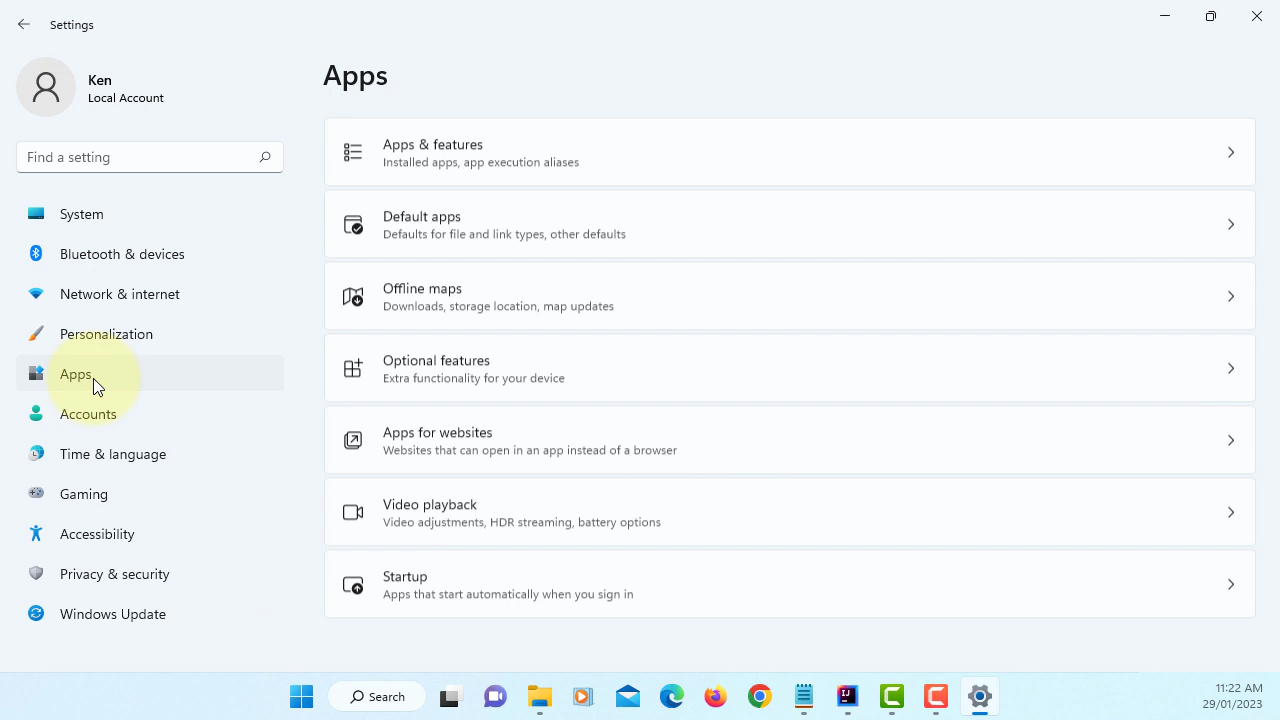 Settings
Ken
Local Account
Find a setting
System
Bluetooth & devices
Network & internet
Personalization
Apps
Accounts
Time & language
Gaming
Accessibility
Privacy & security
Windows Update
Apps
Apps & features
Installed apps, app execution aliases
Default apps
Defaults for file and link types, other defaults
Offline maps
Downloads, storage location, map updates
Optional features
Extra functionality for your device
Apps for websites
Websites that can open in an app instead of a browser
Video playback
Video adjustments, HDR streaming, battery options
Startup
Apps that start automatically when you sign in
Search
11:22 AM
29/01/2023